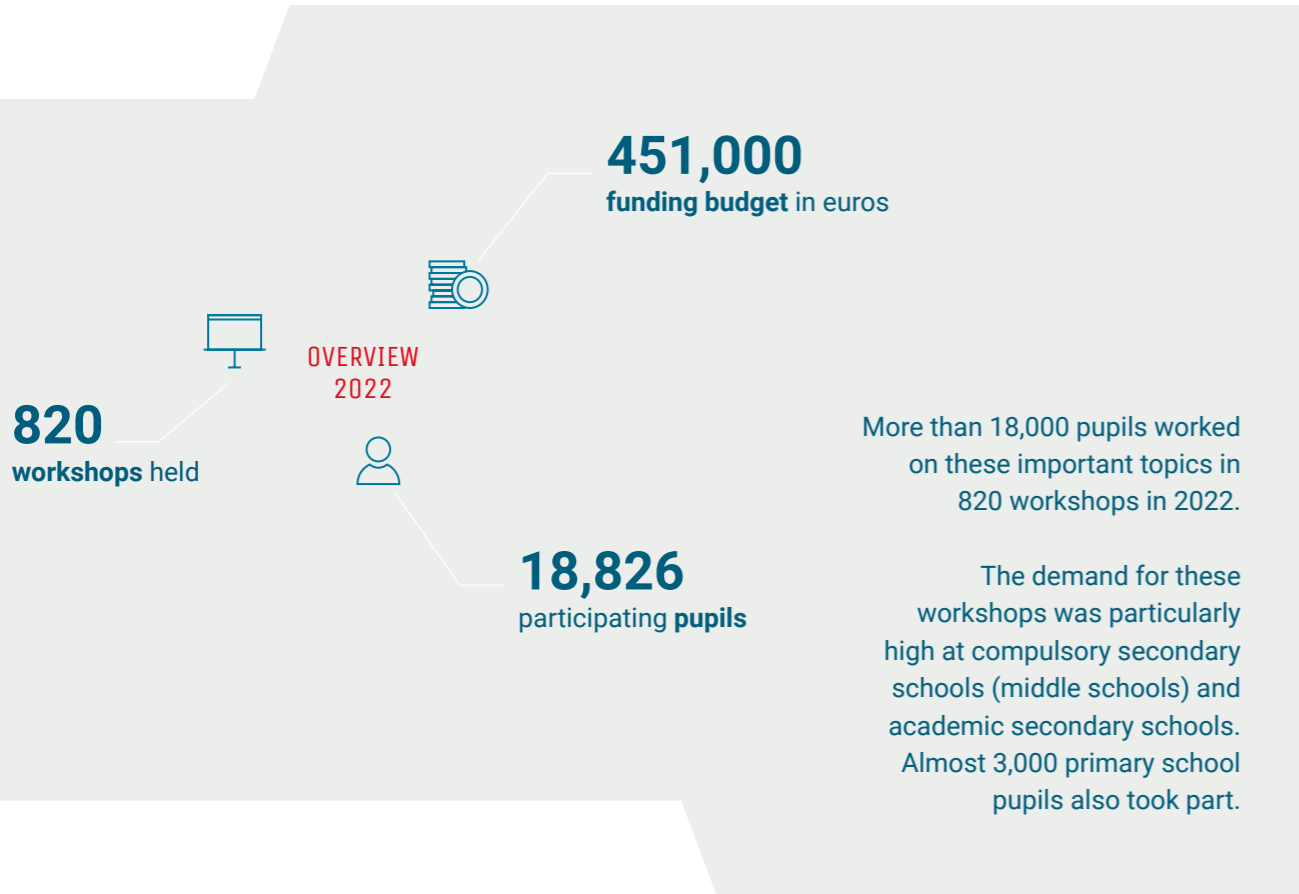 451,000
funding budget in euros
OVERVIEW
2022
820
workshops held
18,826
participating pupils
More than 18,000 pupils worked
on these important topics in
820 workshops in 2022.
The demand for these
workshops was particularly
high at compulsory secondary
schools (middle schools) and
academic secondary schools.
Almost 3,000 primary school
pupils also took part.